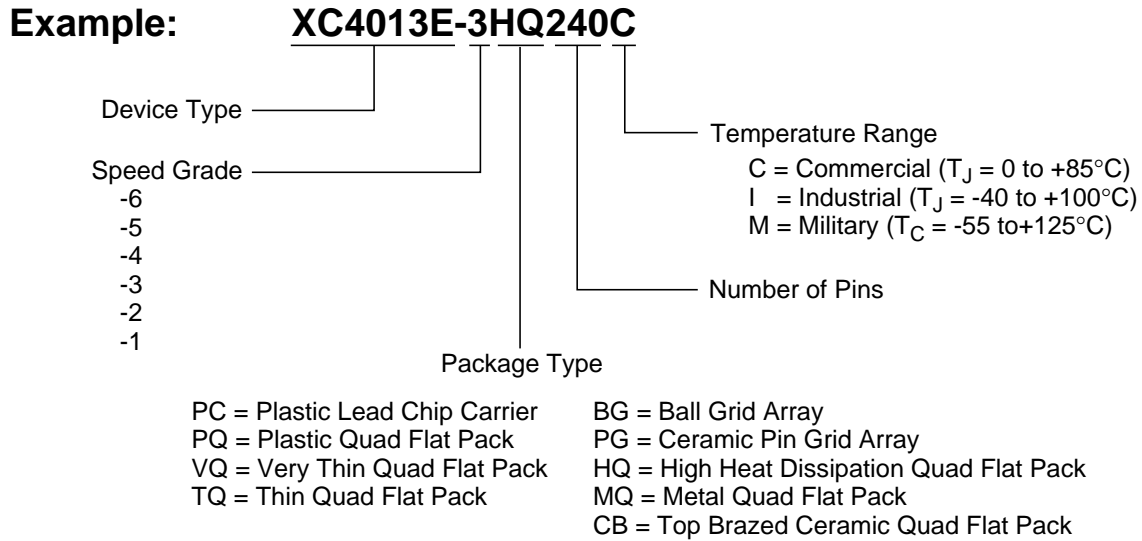 Example: XC4013E-3HQ240C
Device Type
Speed Grade
-6
-5
-4
-3
-2
-1
Temperature Range
C = Commercial (TJ = 0 to +85°C)
I = Industrial (TJ = -40 to +100°C)
M = Military (TC = -55 to+125°C)
Number of Pins
Package Type
PC = Plastic Lead Chip Carrier
PQ = Plastic Quad Flat Pack
VQ = Very Thin Quad Flat Pack
TQ = Thin Quad Flat Pack
BG = Ball Grid Array
PG = Ceramic Pin Grid Array
HQ = High Heat Dissipation Quad Flat Pack
MQ = Metal Quad Flat Pack
CB = Top Brazed Ceramic Quad Flat Pack